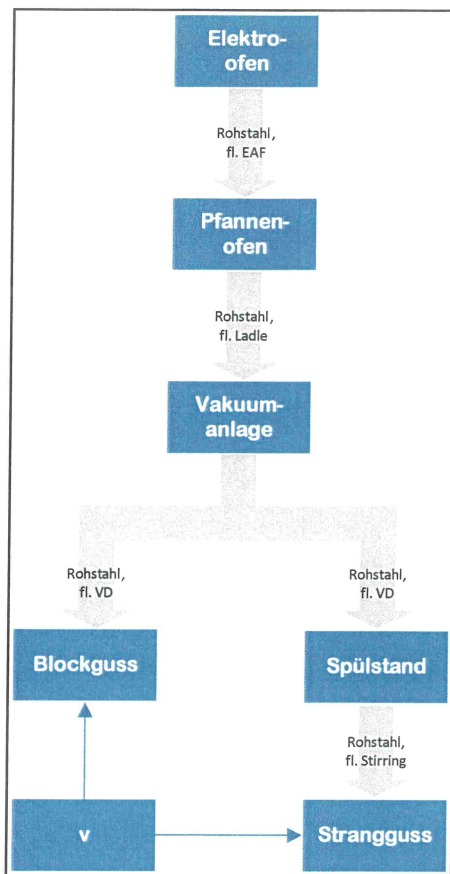 Elektro-
ofen
Rohstahl,
fl. EAF
Pfannen-
ofen
Rohstahl,
fl. Ladle
Vakuum-
anlage
Rohstahl,
fl. VD
Rohstahl,
fl. VD
Blockguss
Spülstand
Rohstahl,
fl. Stirring
v
Strangguss